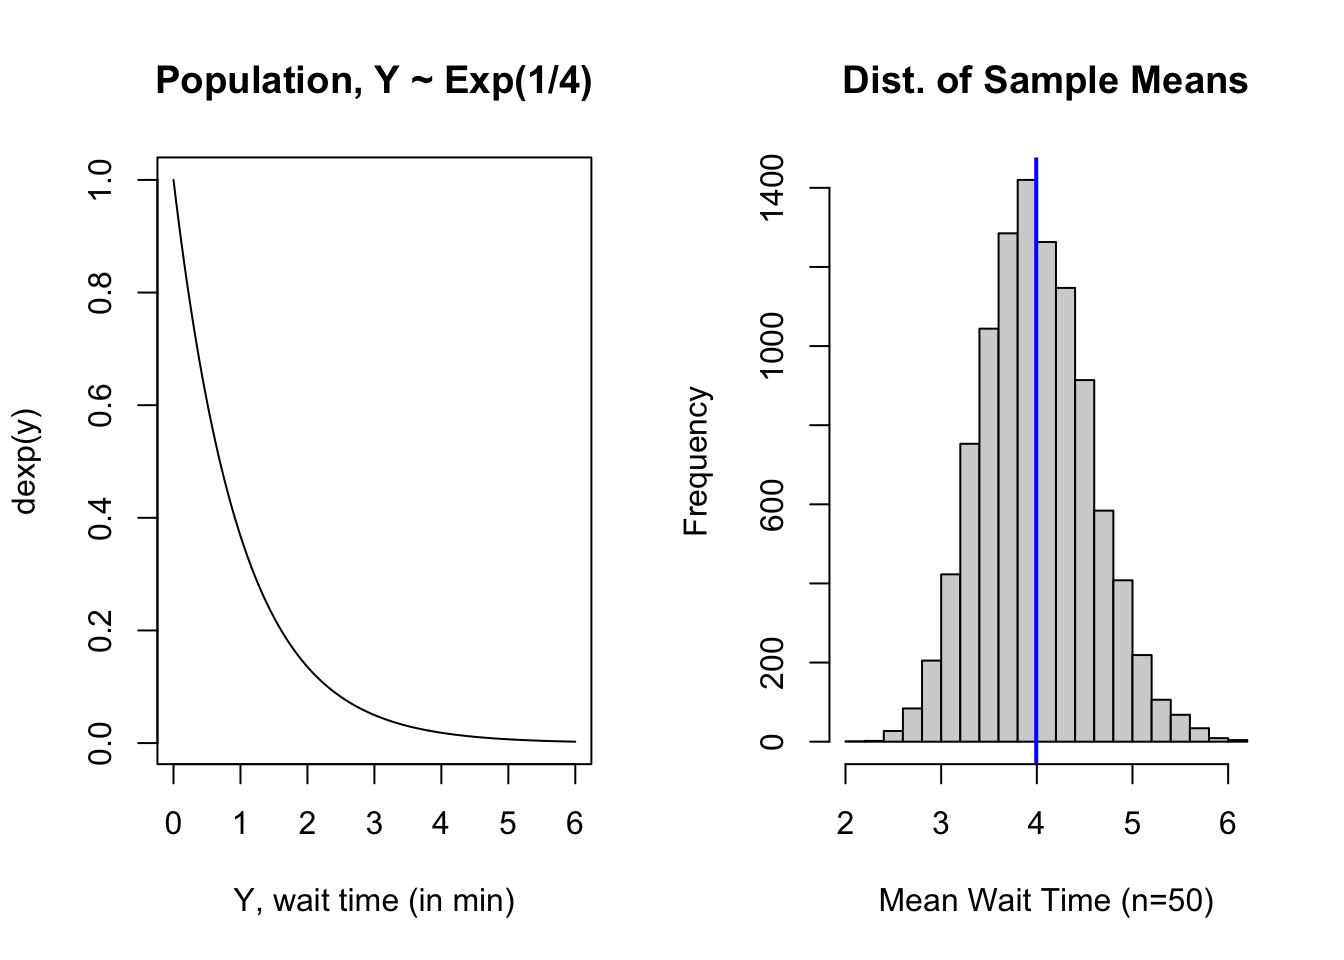 Population, Y ~ Exp(1/4)
dexp(y)
1.0
0.8
0.6
0.4
0.2
0.0
0 1 2 3 4 5 6
Y, wait time (in min)
Dist. of Sample Means
Frequency
1400
1000
600
200
0
2 3 4 5 6
Mean Wait Time (n=50)